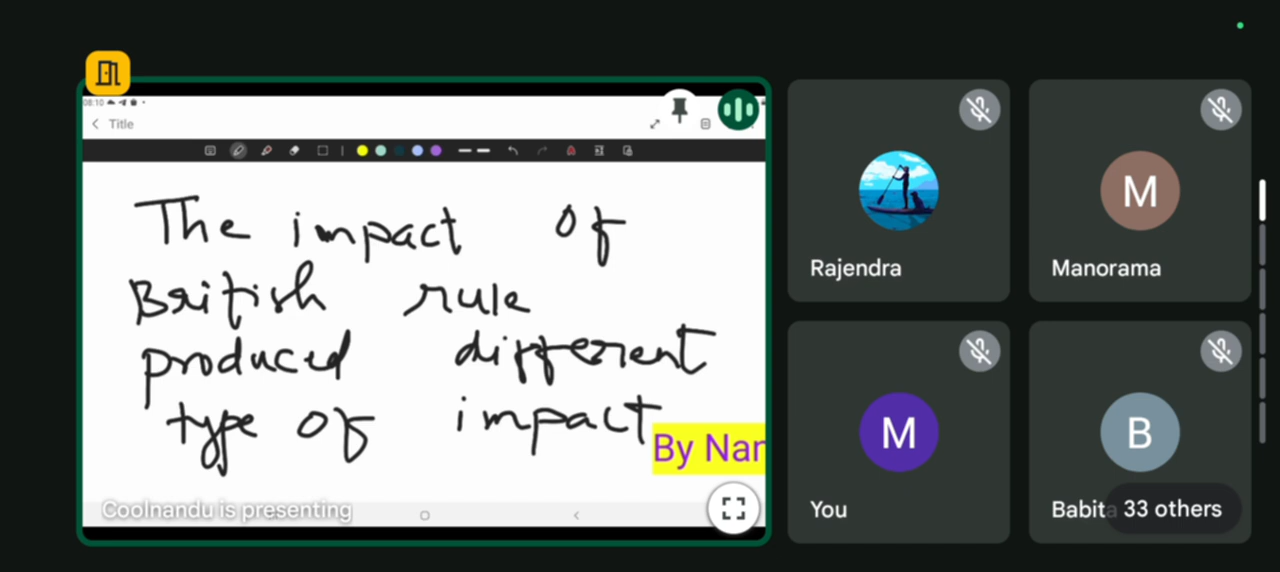 08:10
Title
The impact of
British rule
produced different
type of impact
By Nar
Coolnandu is presenting
Rajendra
M
Manorama
M
You
B
Babita
33 others